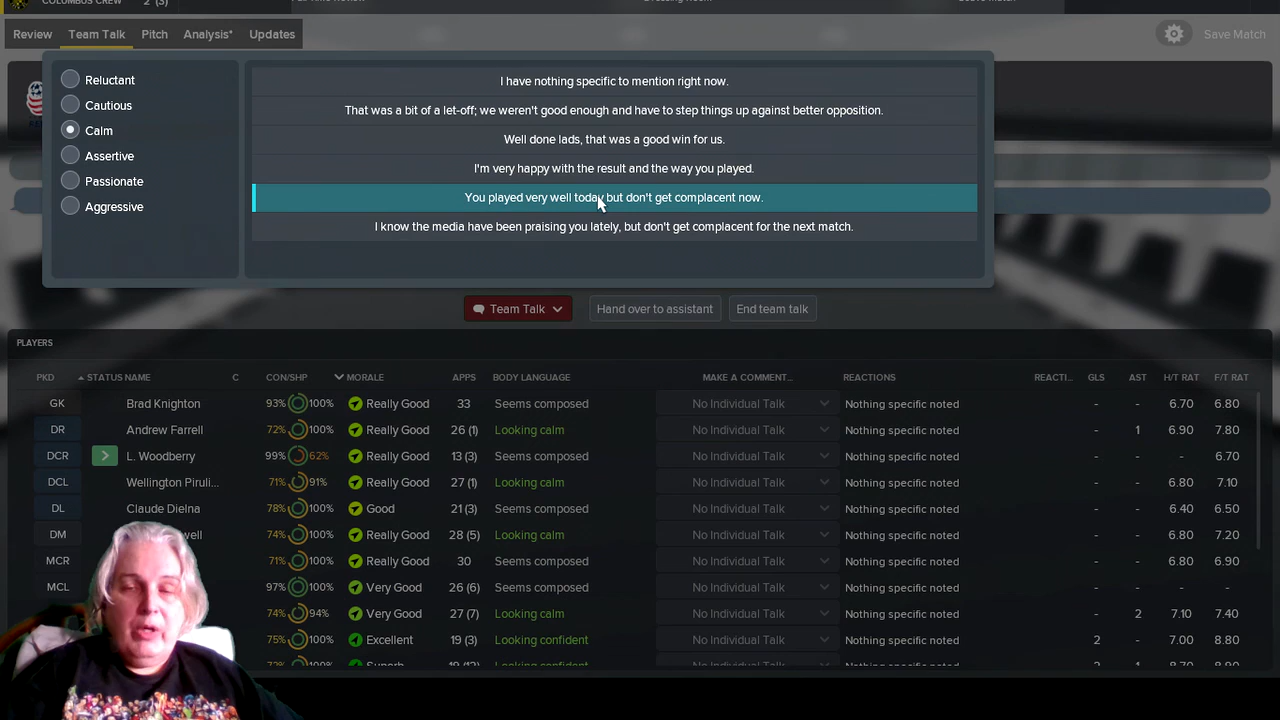 COLUMBUS CREW 2 (3)
Review Team Talk Pitch Analysis* Updates
Save Match
Reluctant
Cautious
Calm
Assertive
Passionate
Aggressive
I have nothing specific to mention right now.
That was a bit of a let-off; we weren't good enough and have to step things up against better opposition.
Well done lads, that was a good win for us.
I'm very happy with the result and the way you played.
You played very well today but don't get complacent now.
I know the media have been praising you lately, but don't get complacent for the next match.
Team Talk Hand over to assistant End team talk
PLAYERS
PKD STATUS NAME C CON/SHP MORALE APPS BODY LANGUAGE MAKE A COMMENT... REACTIONS REACTI... GLS AST H/T RAT F/T RAT
GK Brad Knighton 93% 100% Really Good 33 Seems composed No Individual Talk Nothing specific noted - - 6.70 6.80
DR Andrew Farrell 72% 100% Really Good 26 (1) Looking calm No Individual Talk Nothing specific noted - 1 6.90 7.80
DCR L. Woodberry 99% 62% Really Good 13 (3) Seems composed No Individual Talk Nothing specific noted - - - 6.70
DCL Wellington Piruli... 71% 91% Really Good 27 (1) Looking calm No Individual Talk Nothing specific noted - - 6.80 7.10
DL Claude Dielna 78% 100% Good 21 (3) Seems composed No Individual Talk Nothing specific noted - - 6.40 6.50
DM 74% 100% Really Good 28 (5) Looking calm No Individual Talk Nothing specific noted - - 6.80 7.20
MCR 71% 100% Really Good 30 Seems composed No Individual Talk Nothing specific noted - - 6.80 6.90
MCL 97% 100% Very Good 26 (6) Seems composed No Individual Talk Nothing specific noted - - - -
74% 94% Very Good 27 (7) Looking calm No Individual Talk Nothing specific noted - 2 7.10 7.40
75% 100% Excellent 19 (3) Looking confident No Individual Talk Nothing specific noted 2 - 7.00 8.80
100% Superb Looking confident No Individual Talk Nothing specific noted